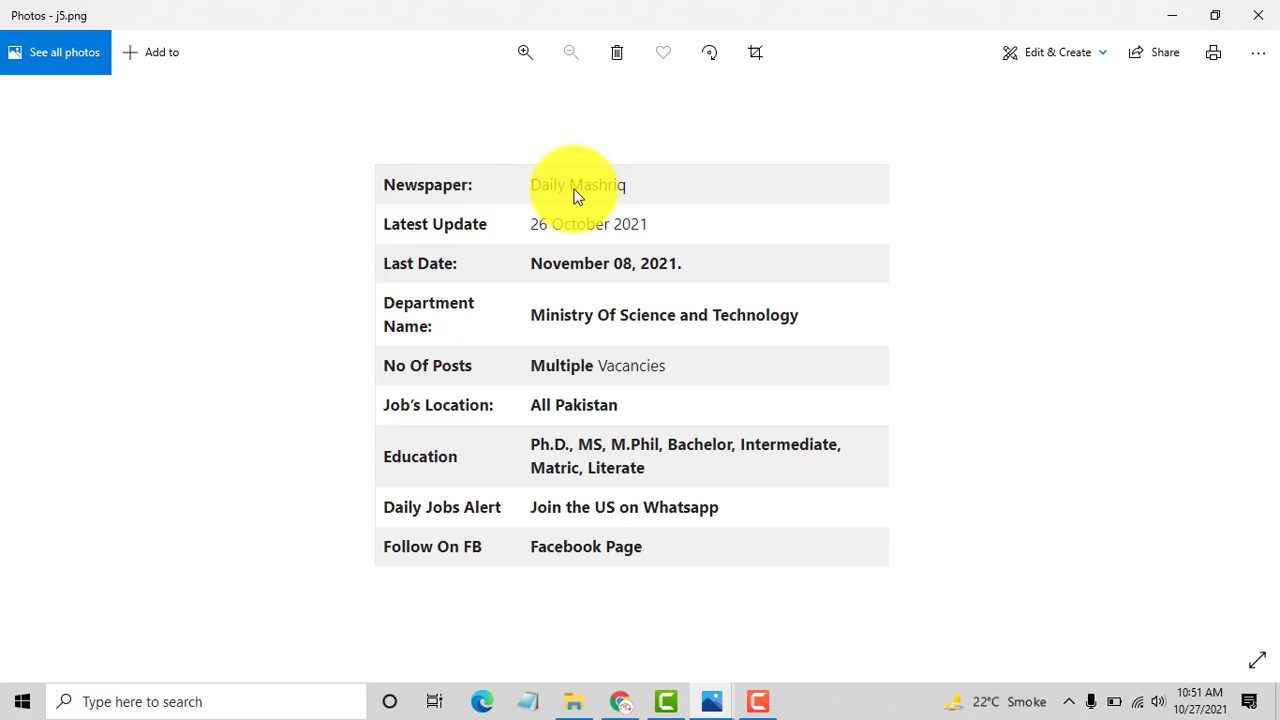 Photos - j5.png
See all photos
Add to
Edit & Create
Share
Newspaper: Daily Mashriq
Latest Update 26 October 2021
Last Date: November 08, 2021.
Department
Name:
Ministry Of Science and Technology
No Of Posts Multiple Vacancies
Job’s Location: All Pakistan
Education
Ph.D., MS, M.Phil, Bachelor, Intermediate,
Matric, Literate
Daily Jobs Alert Join the US on Whatsapp
Follow On FB Facebook Page
Type here to search
22°C Smoke
10:51 AM
10/27/2021